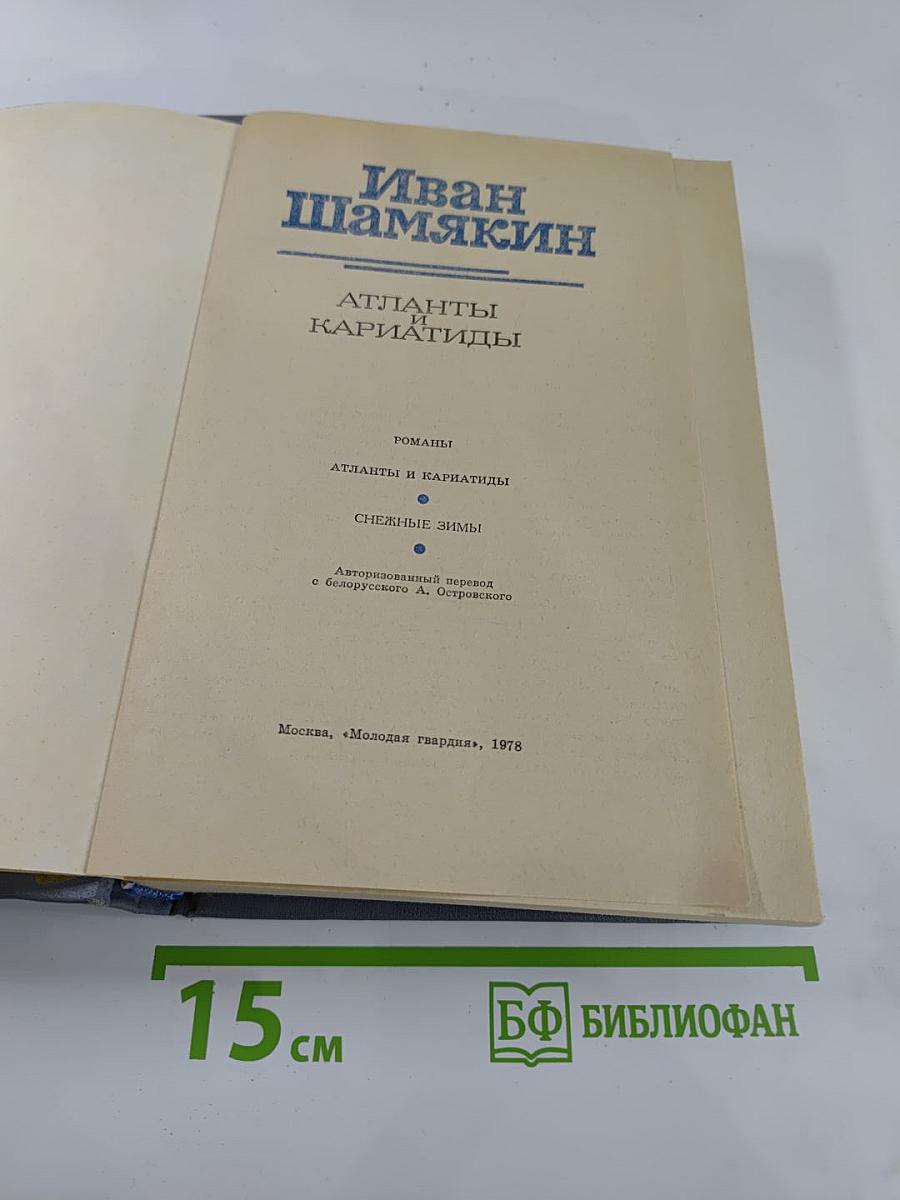 Иван
Шамякин
АТЛАНТЫ
И
КАРИАТИДЫ
РОМАНЫ
АТЛАНТЫ И КАРИАТИДЫ
СНЕЖНЫЕ ЗИМЫ
Авторизованный перевод
с белорусского А. Островского
Москва, «Молодая гвардия», 1978
15 см
БФ БИБЛИОФАН